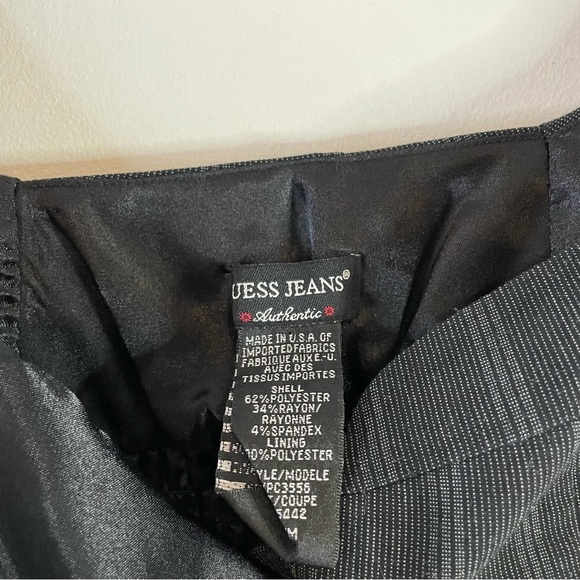 UESS JEANS®
Authentic
MADE IN U.S.A. OF
IMPORTED FABRICS
FABRIQUE AUX E.-U.
AVEC DES
TISSUS IMPORTES
SHELL
62% POLYESTER
34% RAYON/
RAYONNE
4% SPANDEX
LINING
00% POLYESTER
YLE/MODELE
PC3556
/COUPE
5442
M